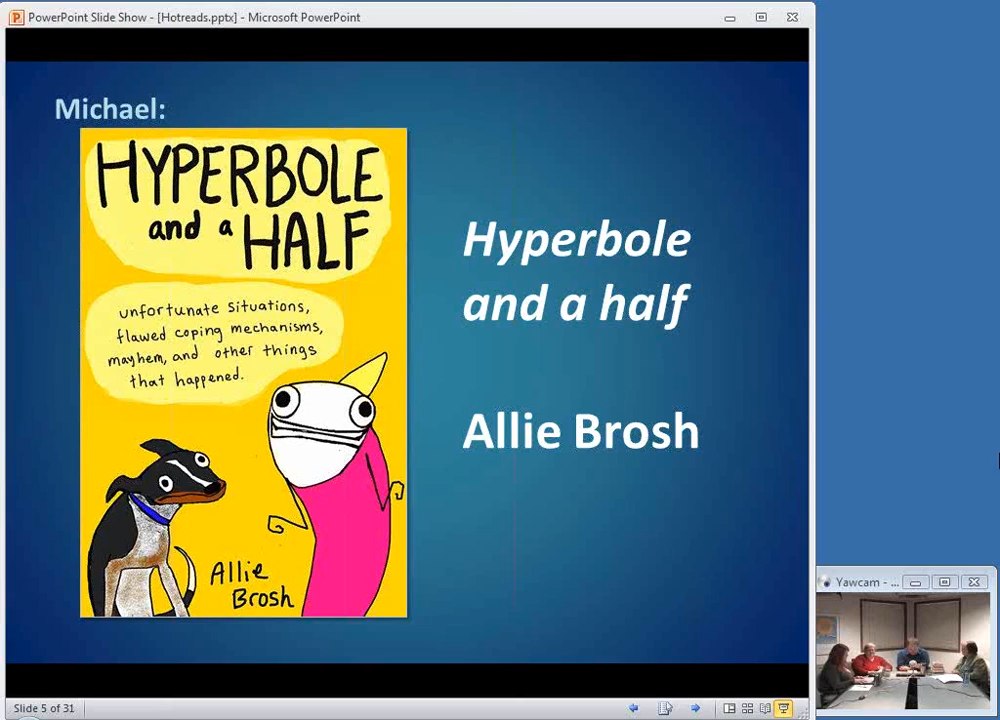 PowerPoint Slide Show - [Hotreads.pptx] - Microsoft PowerPoint
Michael:
HYPERBOLE
and a
HALF
unfortunate situations,
flawed coping mechanisms,
mayhem, and other things
that happened.
Allie
Brosh
Hyperbole
and a half
Allie Brosh
Yawcam - ...
Slide 5 of 31